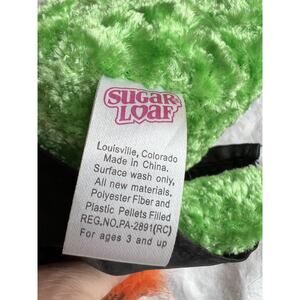 SUGAR
LOAF
Louisville, Colorado
Made in China.
Surface wash only,
All new materials.
Polyester Fiber and
Plastic Pellets Filled
REG.NO.PA-2891(RC)
For ages 3 and up